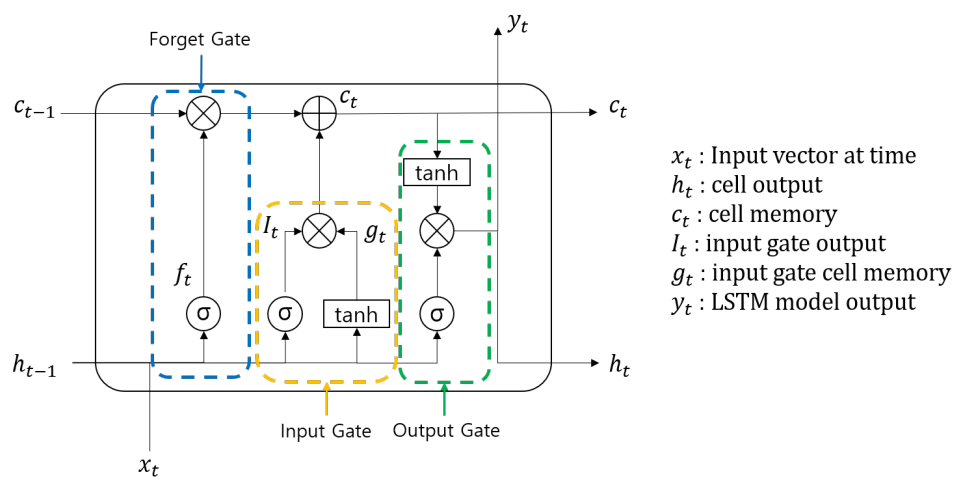 y_t
Forget Gate
c_{t-1}
c_t
c_t
tanh
I_t
g_t
f_t
σ
σ
tanh
σ
h_{t-1}
h_t
Input Gate
Output Gate
x_t
x_t : Input vector at time
h_t : cell output
c_t : cell memory
I_t : input gate output
g_t : input gate cell memory
y_t : LSTM model output